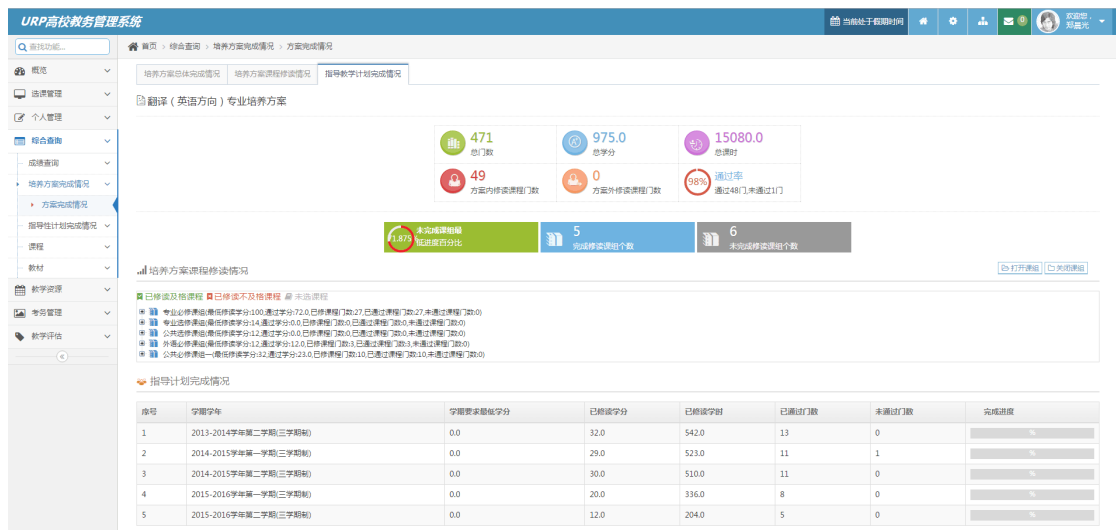 URP高校教务管理系统
当前处于假期时间
0
欢迎您，
郑晨光
查找功能...
首页 > 综合查询 > 培养方案完成情况 > 方案完成情况
概览
选课管理
个人管理
综合查询
成绩查询
培养方案完成情况
方案完成情况
指导性计划完成情况
课程
教材
教学资源
考务管理
教学评估
培养方案总体完成情况 培养方案课程修读情况 指导教学计划完成情况
翻译（英语方向）专业培养方案
471
总门数
975.0
总学分
15080.0
总课时
49
方案内修读课程门数
0
方案外修读课程门数
98%
通过率
通过48门,未通过1门
1.875
未完成课组最
低进度百分比
5
完成修读课组个数
6
未完成修读课组个数
培养方案课程修读情况
打开课组 关闭课组
已修读及格课程 已修读不及格课程 未选课程
专业必修课组(最低修读学分:100,通过学分:72.0,已修课程门数:27,已通过课程门数:27,未通过课程门数:0)
专业选修课组(最低修读学分:14,通过学分:0.0,已修课程门数:0,已通过课程门数:0,未通过课程门数:0)
公共选修课组(最低修读学分:12,通过学分:0.0,已修课程门数:0,已通过课程门数:0,未通过课程门数:0)
外语必修课组(最低修读学分:12,通过学分:12.0,已修课程门数:3,已通过课程门数:3,未通过课程门数:0)
公共必修课组一(最低修读学分:32,通过学分:23.0,已修课程门数:10,已通过课程门数:10,未通过课程门数:0)
指导计划完成情况
序号 学期学年 学期要求最低学分 已修读学分 已修读学时 已通过门数 未通过门数 完成进度
1 2013-2014学年第二学期(三学期制) 0.0 32.0 542.0 13 0 %
2 2014-2015学年第一学期(三学期制) 0.0 29.0 523.0 11 1 %
3 2014-2015学年第二学期(三学期制) 0.0 30.0 510.0 11 0 %
4 2015-2016学年第一学期(三学期制) 0.0 20.0 336.0 8 0 %
5 2015-2016学年第二学期(三学期制) 0.0 12.0 204.0 5 0 %